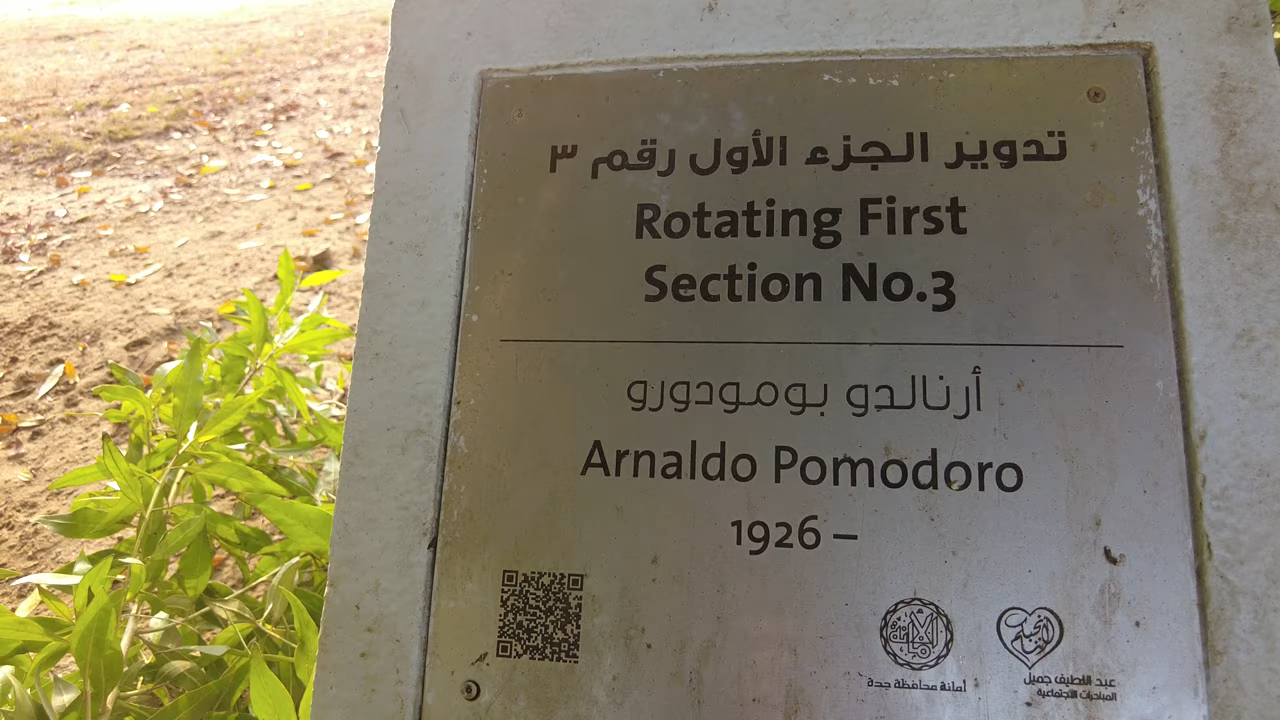 تدوير الجزء الأول رقم ٣
Rotating First
Section No.3
أرنالدو بومودورو
Arnaldo Pomodoro
1926 –
أمانة محافظة جدة
عبد اللطيف جميل
المبادرات الاجتماعية